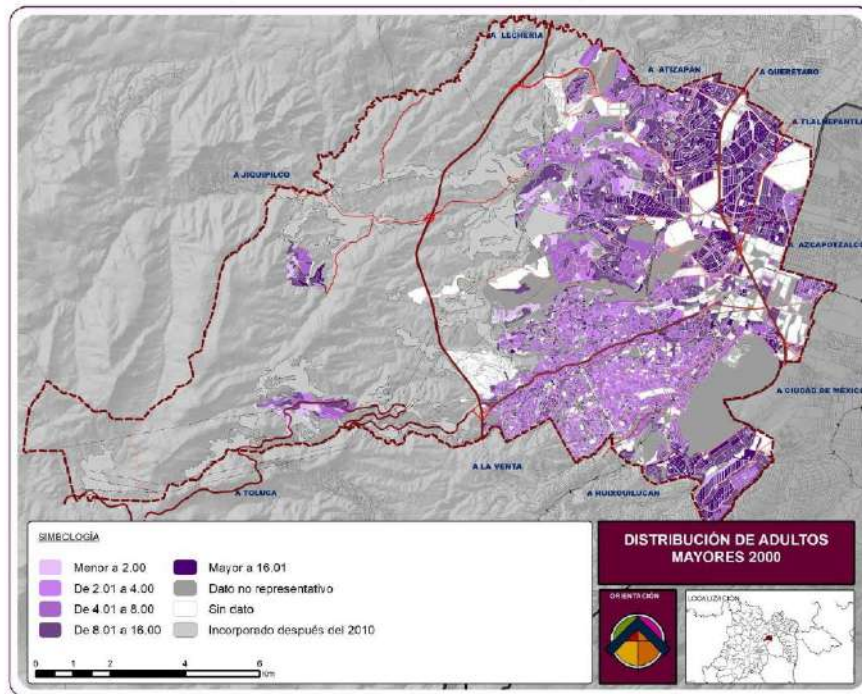 A LECHERÍA
A ATIZAPÁN
A QUERÉTARO
A TLALNEPANTLA
A JIQUIPILCO
A AZCAPOTZALCO
A CIUDAD DE MÉXICO
A LA VENTA
A TOLUCA
A HUIXQUILUCAN
SIMBOLOGÍA
Menor a 2.00
De 2.01 a 4.00
De 4.01 a 8.00
De 8.01 a 16.00
Mayor a 16.01
Dato no representativo
Sin dato
Incorporado después del 2010
0 1 2 4 6
Km
DISTRIBUCIÓN DE ADULTOS
MAYORES 2000
ORIENTACIÓN
LOCALIZACIÓN